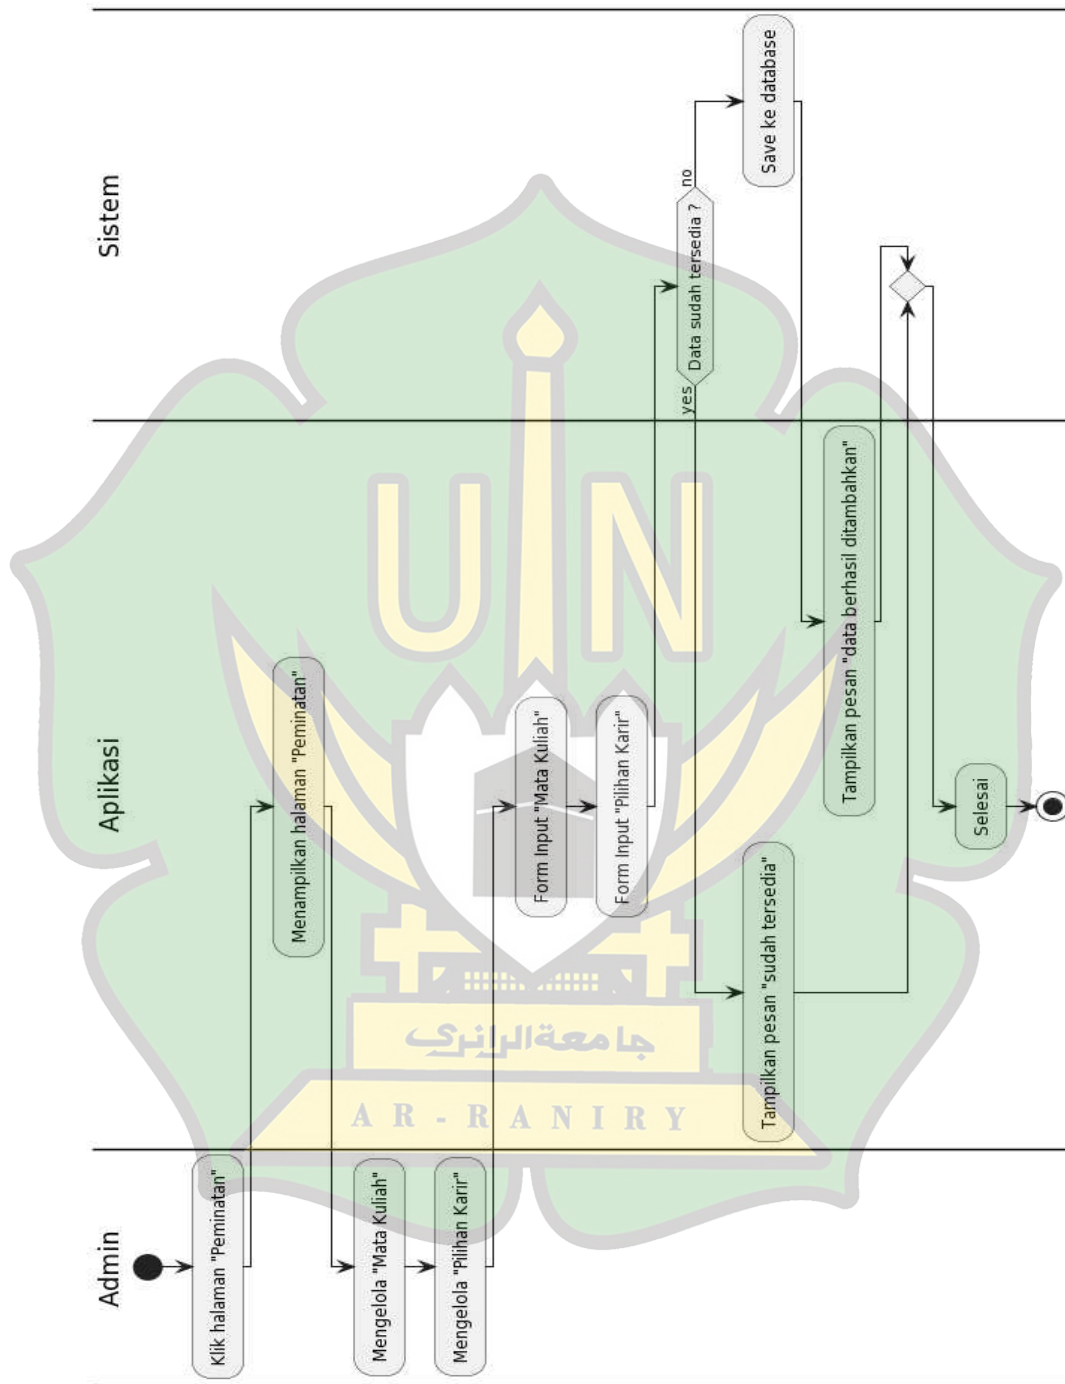 Admin
Aplikasi
Sistem
Klik halaman "Peminatan"
Menampilkan halaman "Peminatan"
Mengelola "Mata Kuliah"
Mengelola "Pilihan Karir"
Form Input "Mata Kuliah"
Form Input "Pilihan Karir"
Data sudah tersedia ?
yes
no
Tampilkan pesan "sudah tersedia"
Save ke database
Tampilkan pesan "data berhasil ditambahkan"
Selesai
UIN
جامعة الرانري
AR-RANIRY